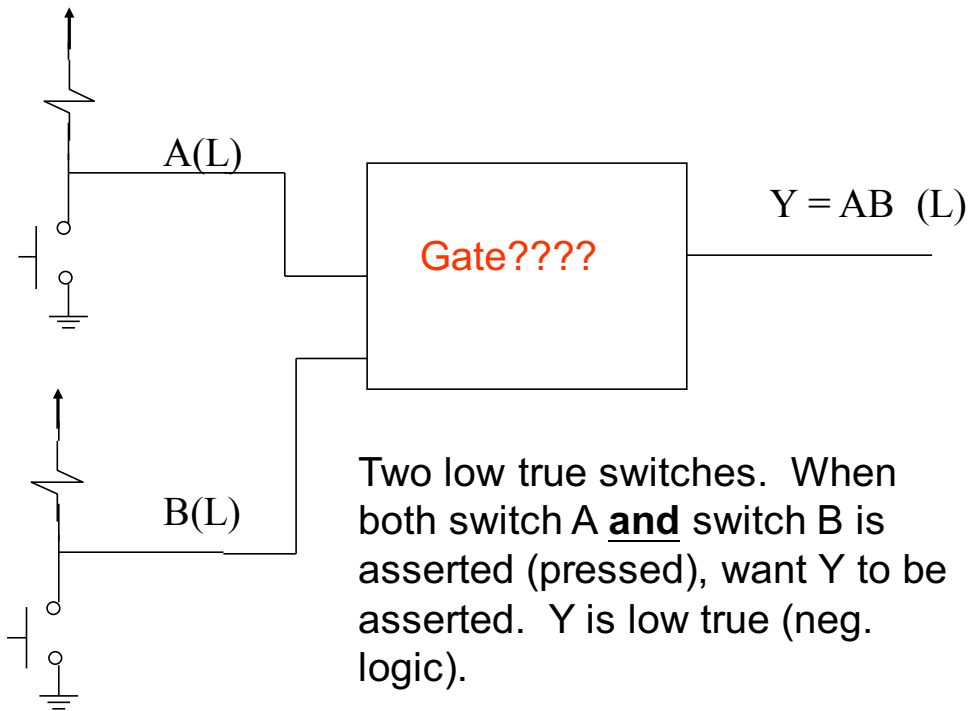 A(L)
Y = AB (L)
Gate????
B(L)
Two low true switches. When
both switch A and switch B is
asserted (pressed), want Y to be
asserted. Y is low true (neg.
logic).